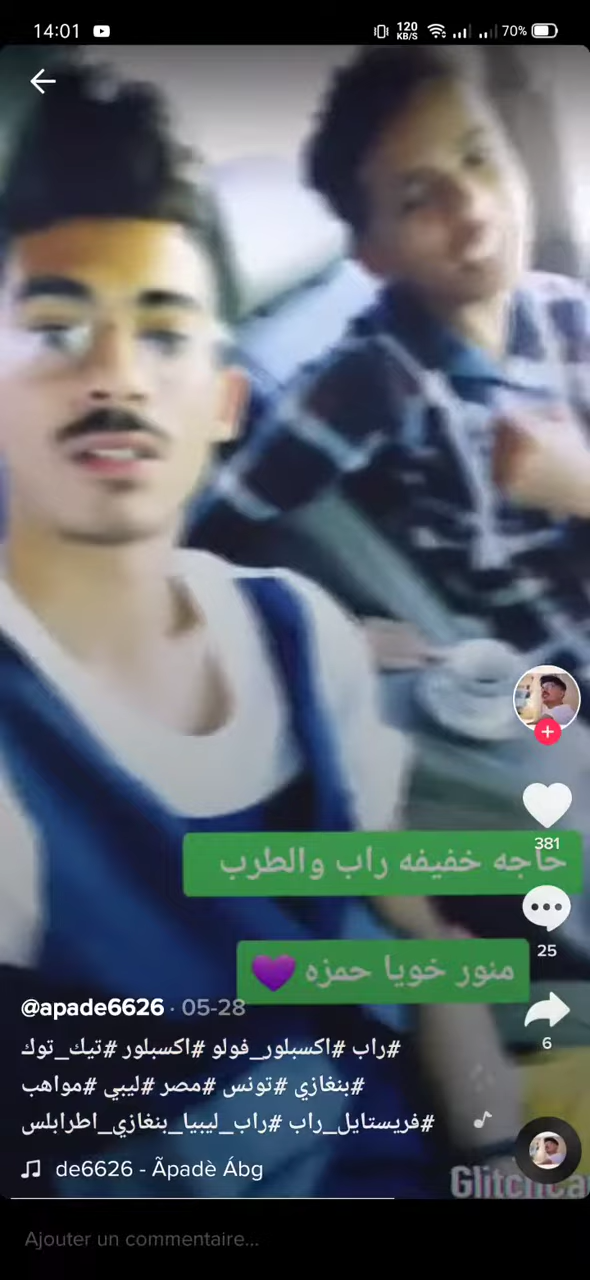 14:01
120
KB/S
70%
381
حاجه خفيفه راب والطرب
25
منور خويا حمزه 💜
@apade6626 · 05-28
6
#راب #اكسبلور_فولو #اكسبلور #تيك_توك
#بنغازي #تونس #مصر #ليبي #مواهب
#فريستايل_راب #راب_ليبيا_بنغازي_اطرابلس
de6626 - Ãpadè Ábg
Ajouter un commentaire...